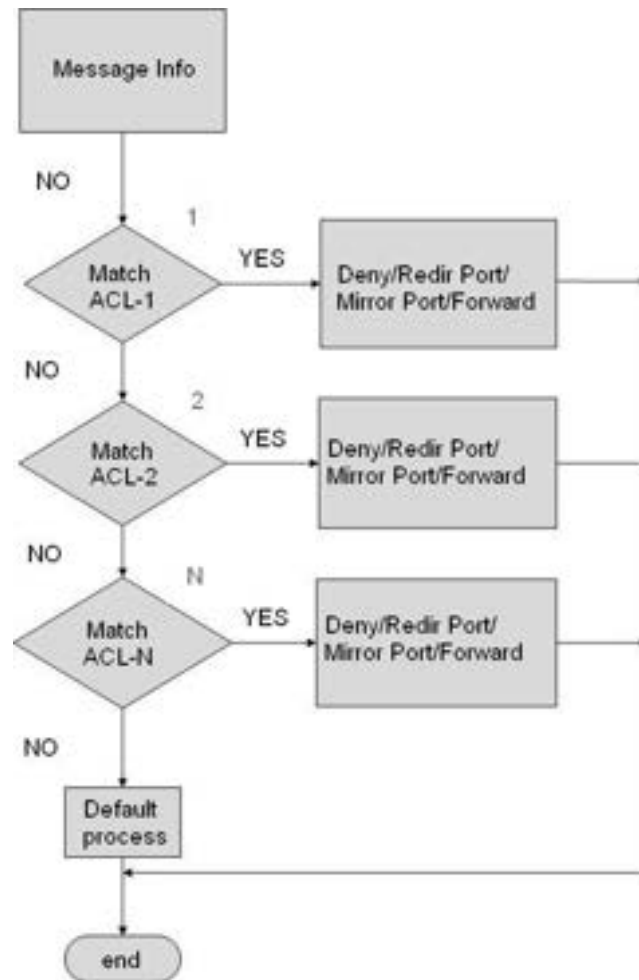 Message Info
NO
1
Match
ACL-1
YES
Deny/Redir Port/
Mirror Port/Forward
NO
2
Match
ACL-2
YES
Deny/Redir Port/
Mirror Port/Forward
NO
N
Match
ACL-N
YES
Deny/Redir Port/
Mirror Port/Forward
NO
Default
process
end